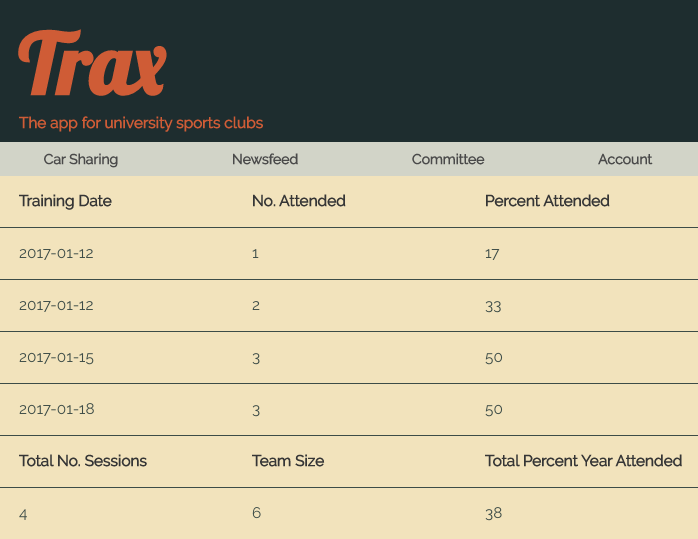 Trax
The app for university sports clubs
Car Sharing Newsfeed Committee Account
Training Date No. Attended Percent Attended
2017-01-12 1 17
2017-01-12 2 33
2017-01-15 3 50
2017-01-18 3 50
Total No. Sessions Team Size Total Percent Year Attended
4 6 38